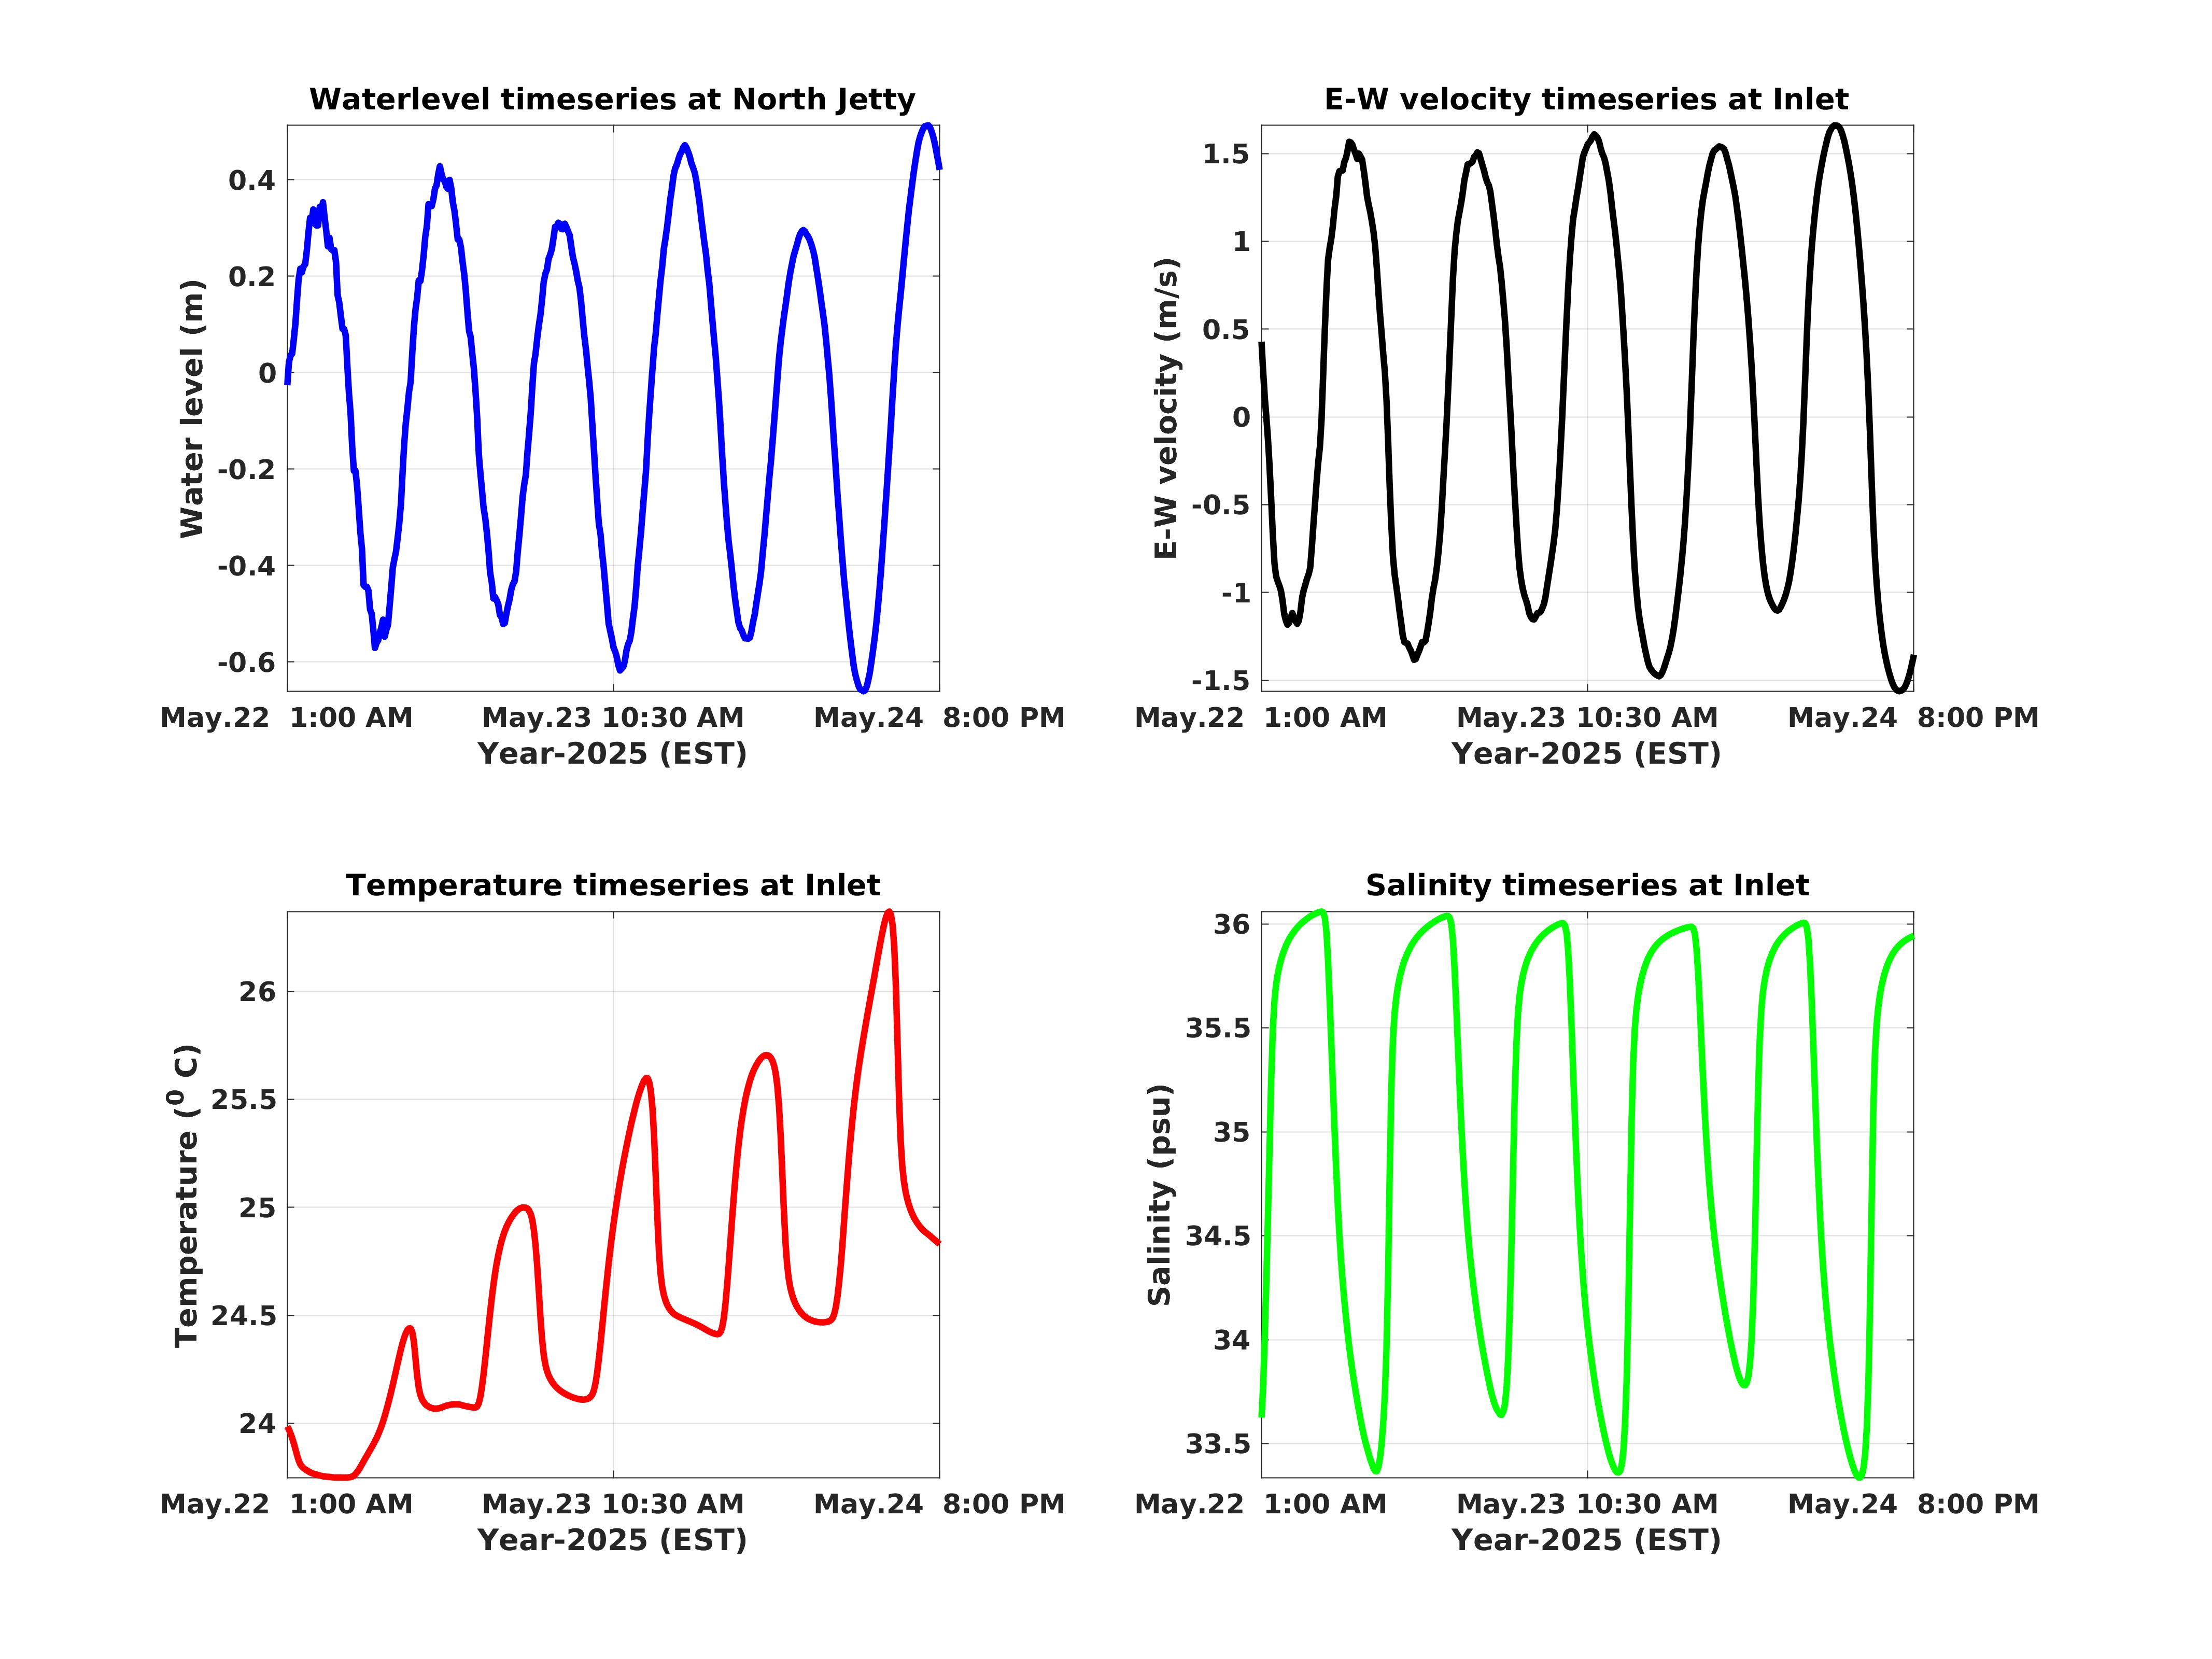 Waterlevel timeseries at North Jetty
Water level (m)
0.4
0.2
0
-0.2
-0.4
-0.6
May.22 1:00 AM
May.23 10:30 AM
May.24 8:00 PM
Year-2025 (EST)
E-W velocity timeseries at Inlet
E-W velocity (m/s)
1.5
1
0.5
0
-0.5
-1
-1.5
May.22 1:00 AM
May.23 10:30 AM
May.24 8:00 PM
Year-2025 (EST)
Temperature timeseries at Inlet
Temperature (⁰ C)
26
25.5
25
24.5
24
May.22 1:00 AM
May.23 10:30 AM
May.24 8:00 PM
Year-2025 (EST)
Salinity timeseries at Inlet
Salinity (psu)
36
35.5
35
34.5
34
33.5
May.22 1:00 AM
May.23 10:30 AM
May.24 8:00 PM
Year-2025 (EST)